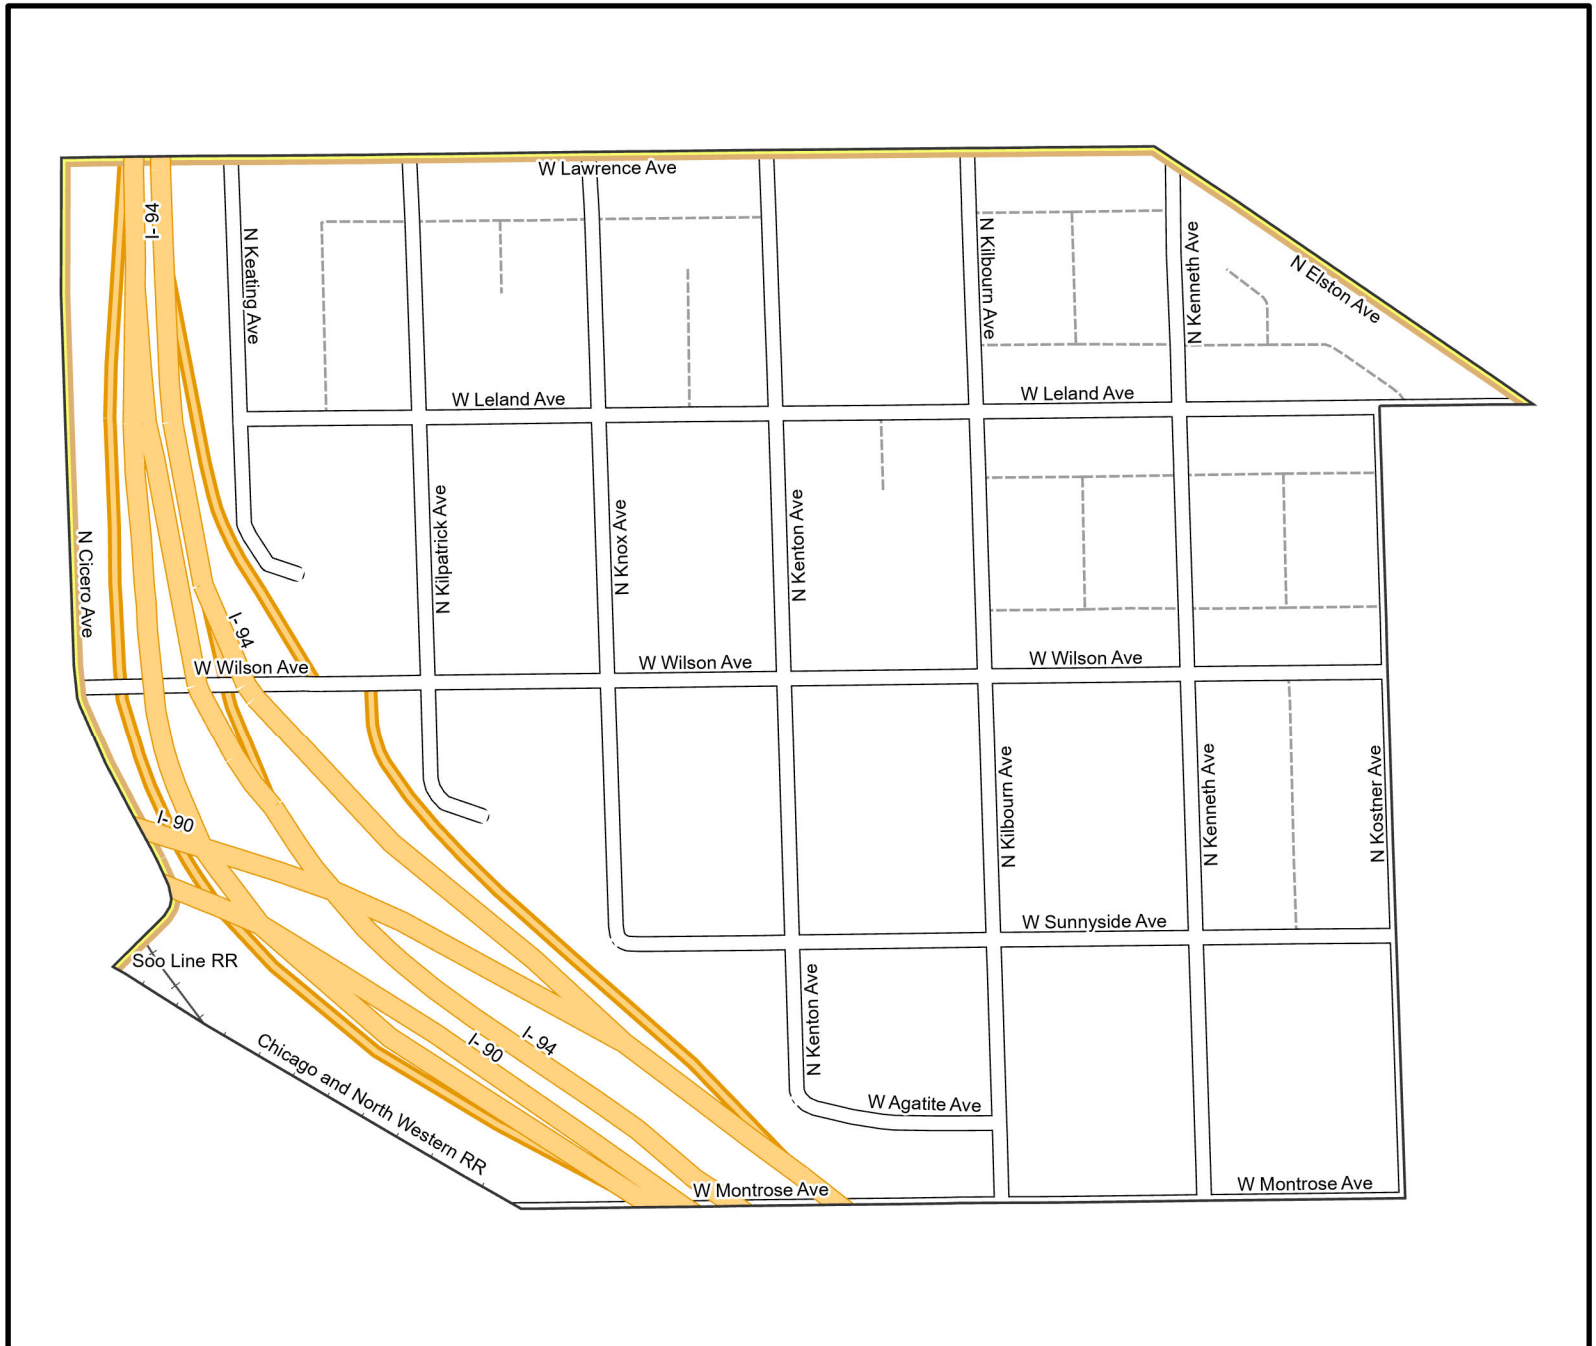 W Lawrence Ave
I- 94
N Keating Ave
N Kilbourn Ave
N Kenneth Ave
N Elston Ave
W Leland Ave
W Leland Ave
N Cicero Ave
N Kilpatrick Ave
N Knox Ave
N Kenton Ave
I- 94
W Wilson Ave
W Wilson Ave
W Wilson Ave
I- 90
N Kilbourn Ave
N Kenneth Ave
N Kostner Ave
W Sunnyside Ave
Soo Line RR
N Kenton Ave
I- 90
I- 94
Chicago and North Western RR
W Agatite Ave
W Montrose Ave
W Montrose Ave